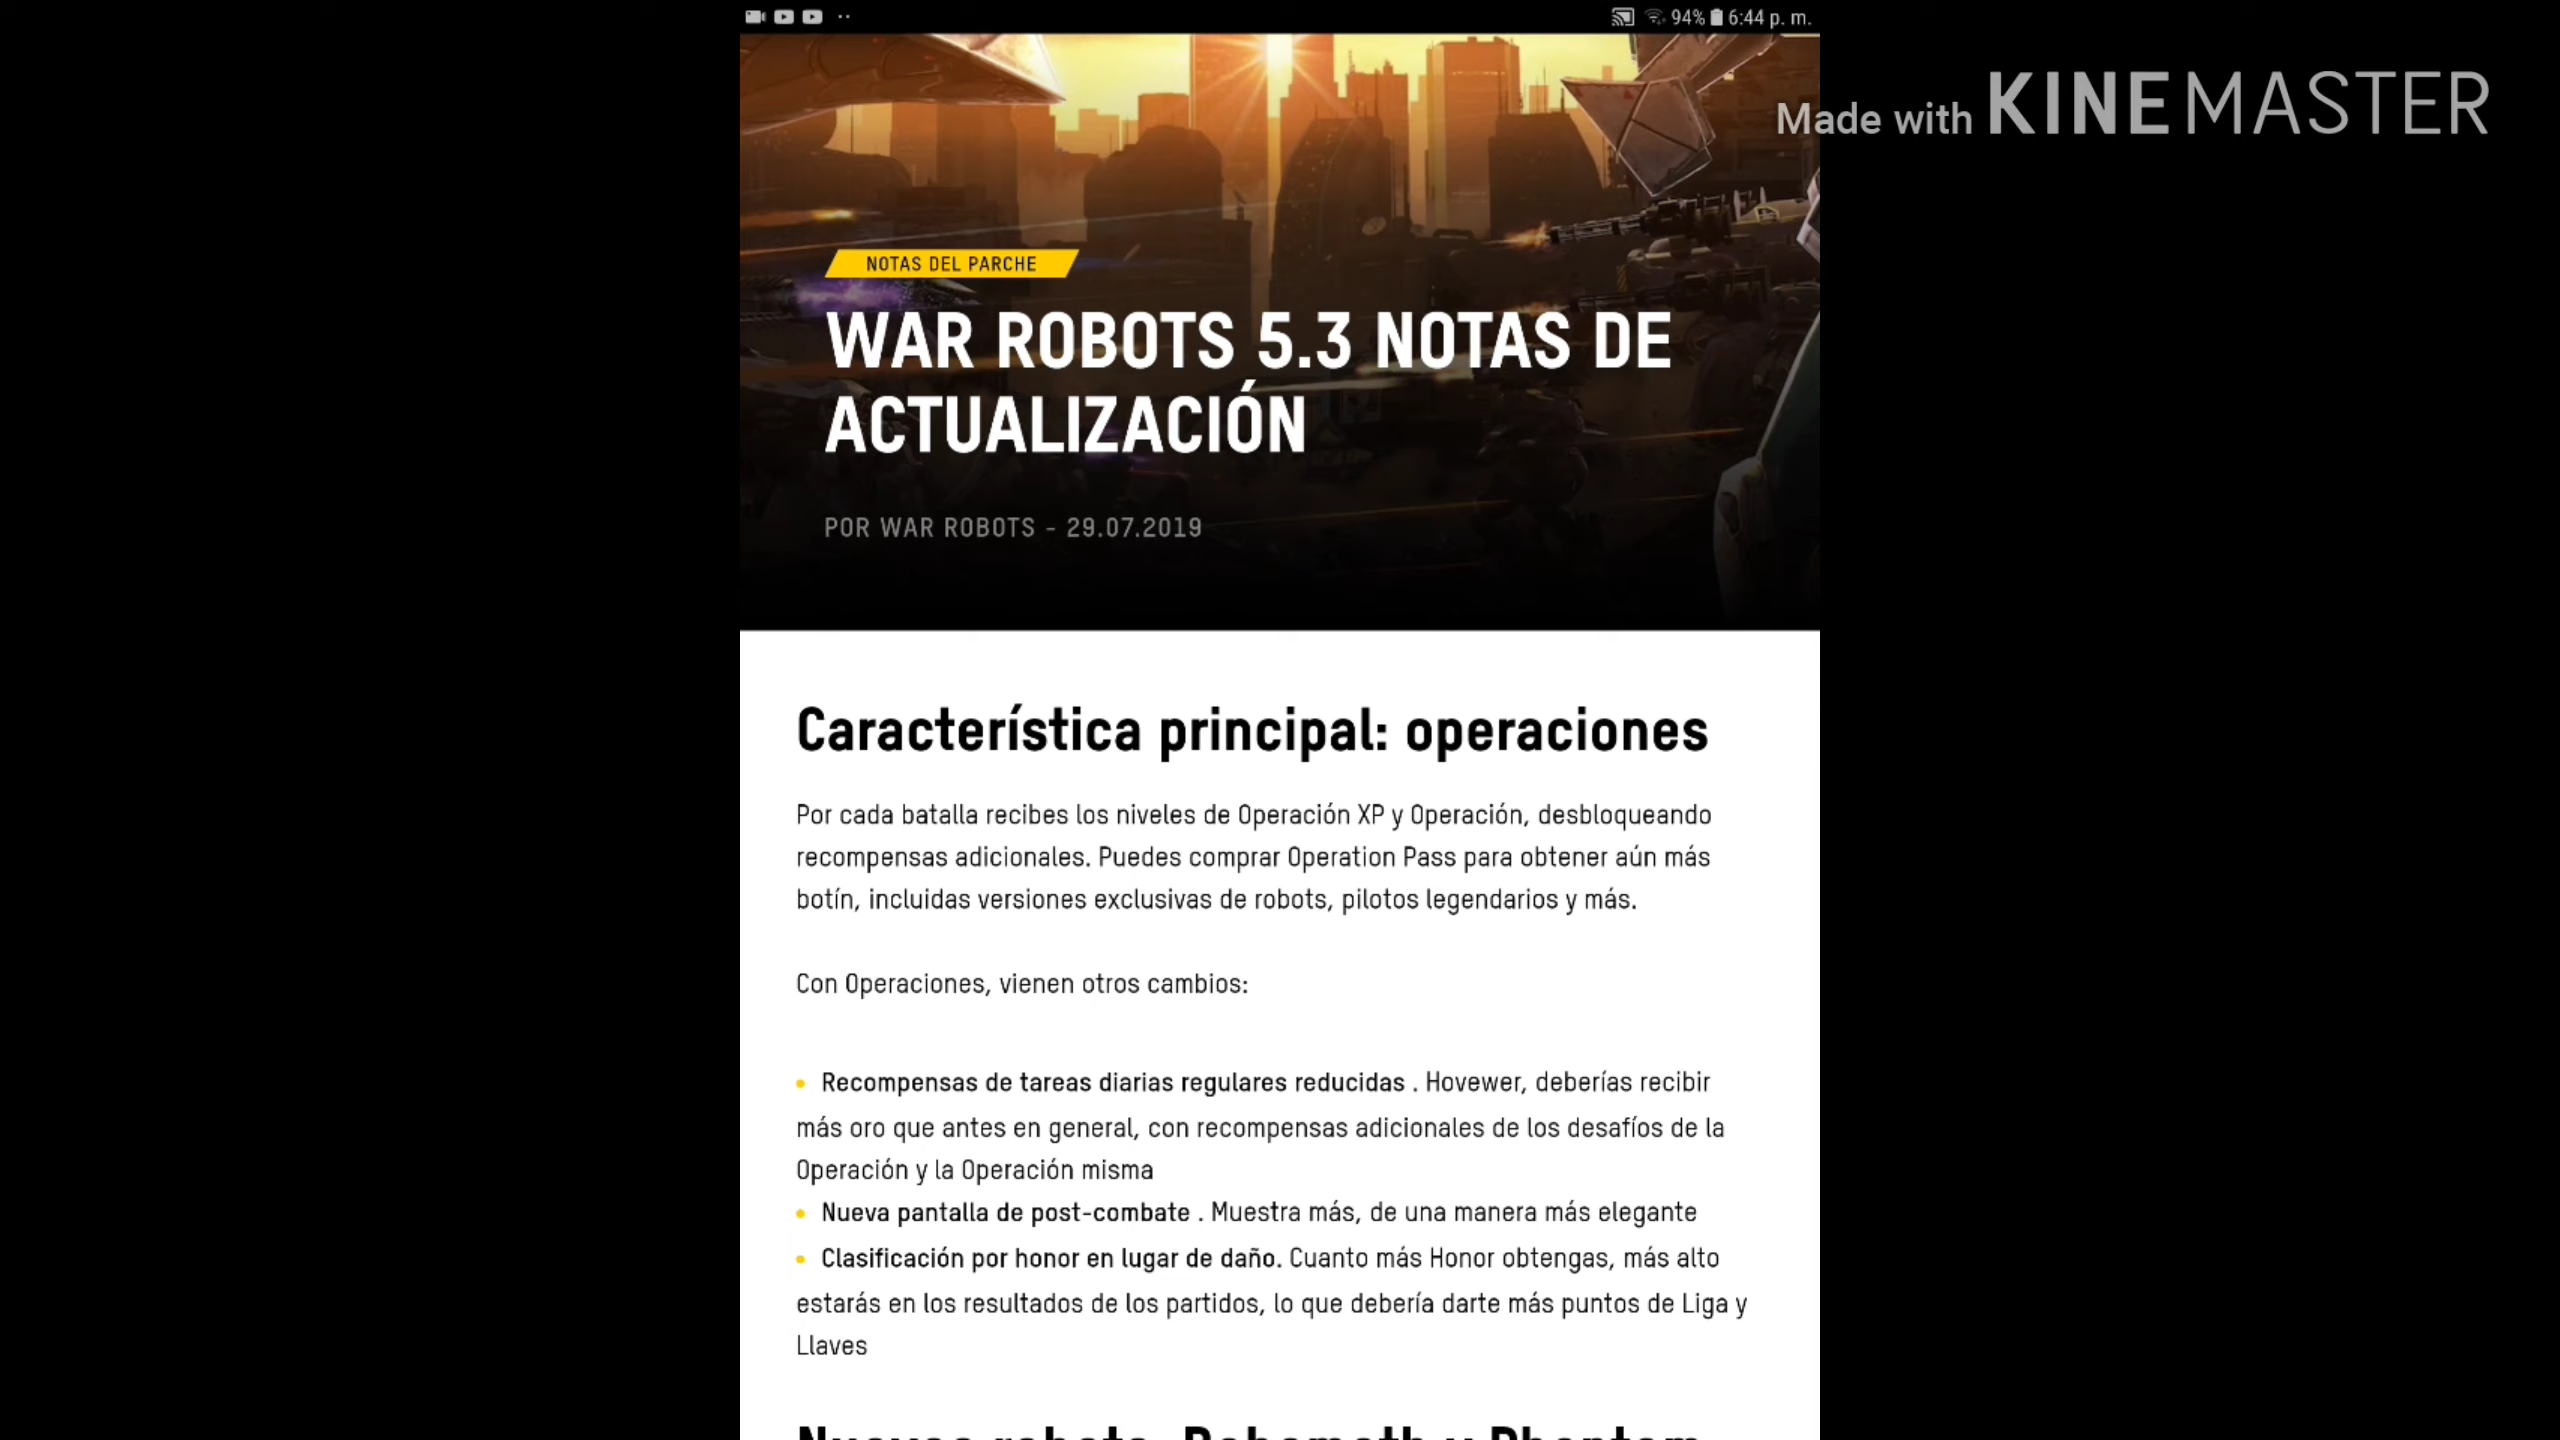 94% 6:44 p. m.
Made with KINEMASTER
NOTAS DEL PARCHE
WAR ROBOTS 5.3 NOTAS DE
ACTUALIZACIÓN
POR WAR ROBOTS - 29.07.2019
Característica principal: operaciones
Por cada batalla recibes los niveles de Operación XP y Operación, desbloqueando
recompensas adicionales. Puedes comprar Operation Pass para obtener aún más
botín, incluidas versiones exclusivas de robots, pilotos legendarios y más.
Con Operaciones, vienen otros cambios:
• Recompensas de tareas diarias regulares reducidas . Hovewer, deberías recibir
más oro que antes en general, con recompensas adicionales de los desafíos de la
Operación y la Operación misma
• Nueva pantalla de post-combate . Muestra más, de una manera más elegante
• Clasificación por honor en lugar de daño. Cuanto más Honor obtengas, más alto
estarás en los resultados de los partidos, lo que debería darte más puntos de Liga y
Llaves
Nuevos robots, Behemoth y Phantom